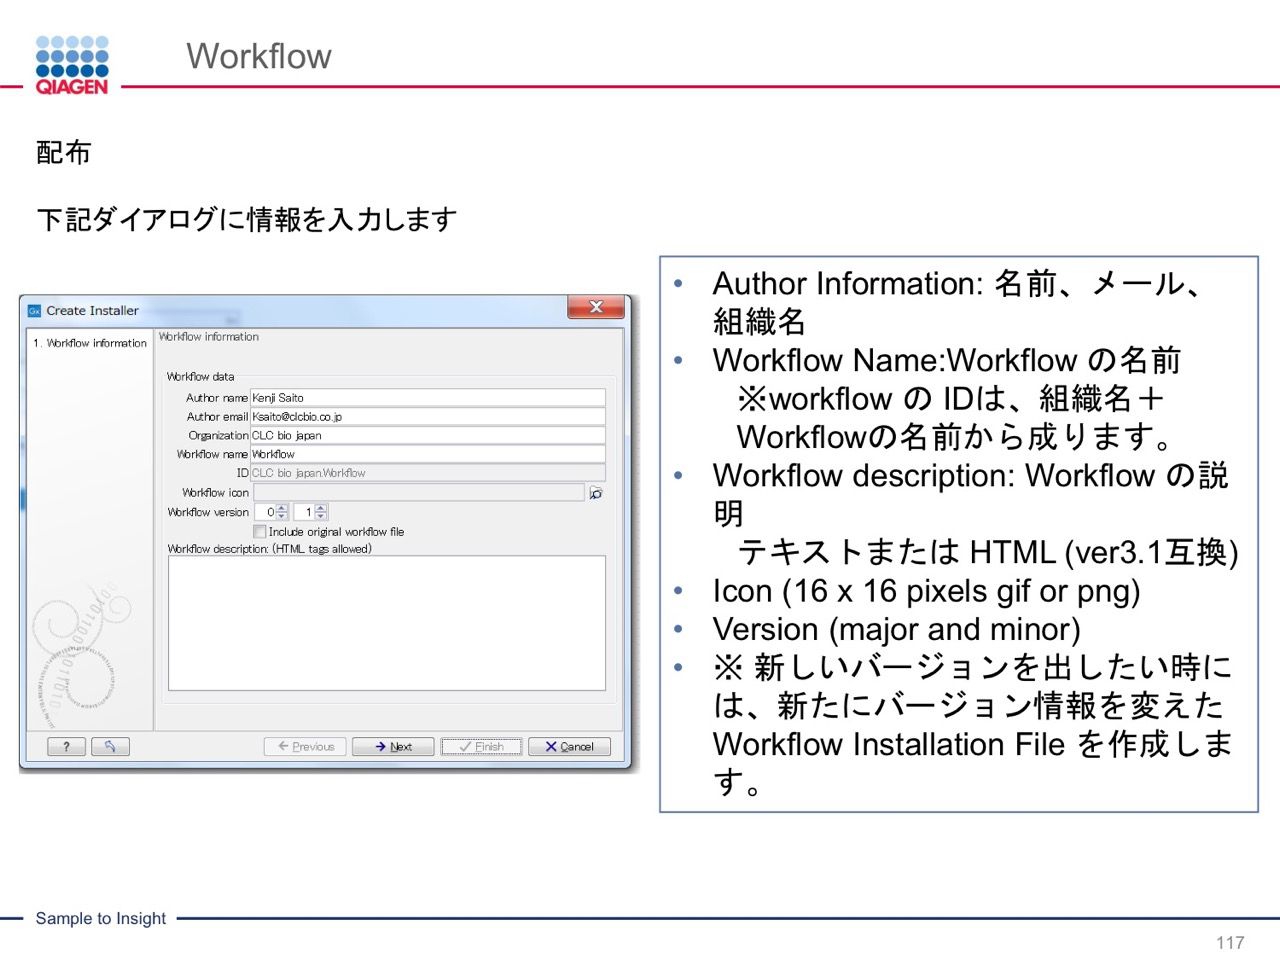 QIAGEN
Workflow
配布
下記ダイアログに情報を入力します
Create Installer
1. Workflow information
Workflow information
Workflow data
Author name Kenji Saito
Author email Ksaito@clcbio.co.jp
Organization CLC bio japan
Workflow name Workflow
ID CLC bio japan.Workflow
Workflow icon
Workflow version 0 1
Include original workflow file
Workflow description: (HTML tags allowed)
? Previous Next Finish Cancel
• Author Information: 名前、メール、
組織名
• Workflow Name:Workflow の名前
※workflow の IDは、組織名＋
Workflowの名前から成ります。
• Workflow description: Workflow の説
明
テキストまたは HTML (ver3.1互換)
• Icon (16 x 16 pixels gif or png)
• Version (major and minor)
• ※ 新しいバージョンを出したい時に
は、新たにバージョン情報を変えた
Workflow Installation File を作成しま
す。
Sample to Insight
117